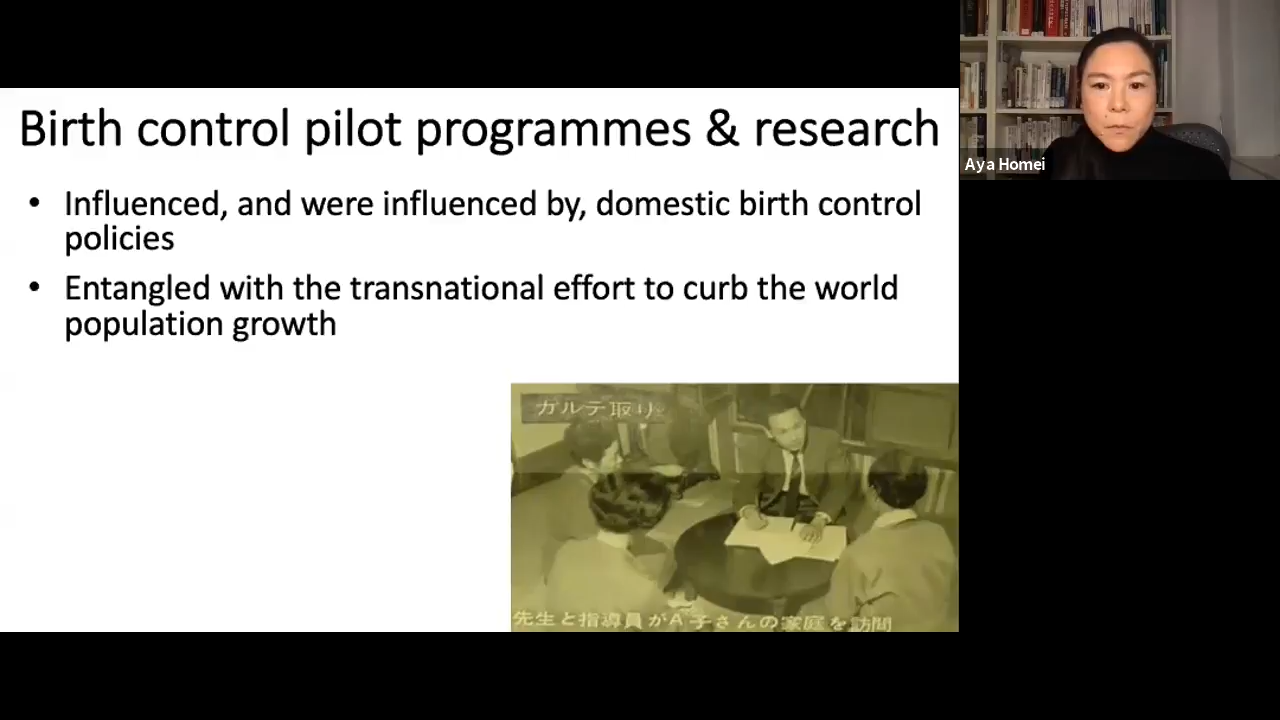 Birth control pilot programmes & research
• Influenced, and were influenced by, domestic birth control
policies
• Entangled with the transnational effort to curb the world
population growth
カルテ取り
先生と指導員がA子さんの家庭を訪問
Aya Homei